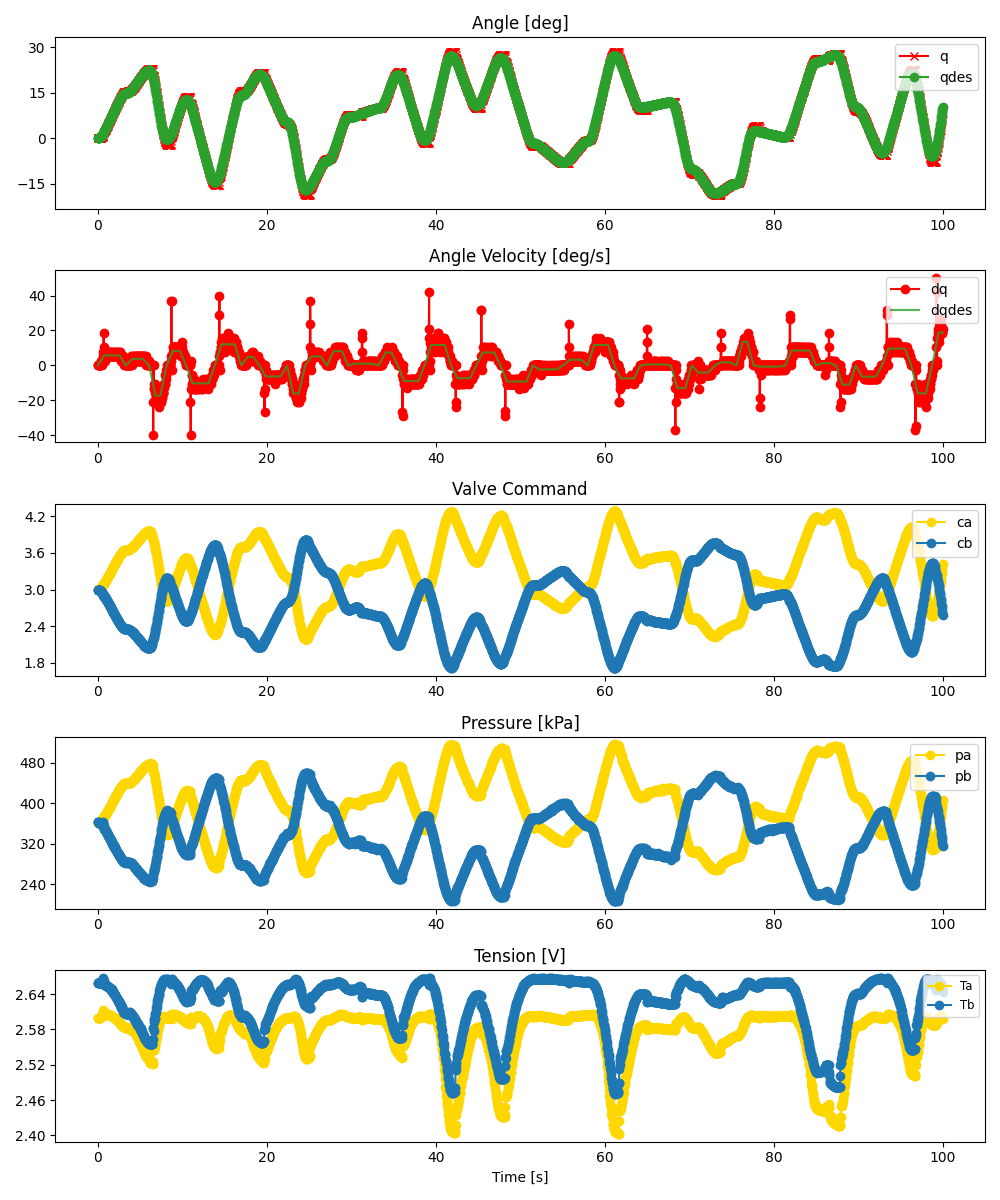 Angle [deg]
30
15
0
−15
q
qdes
0 20 40 60 80 100
Angle Velocity [deg/s]
40
20
0
−20
−40
dq
dqdes
0 20 40 60 80 100
Valve Command
4.2
3.6
3.0
2.4
1.8
ca
cb
0 20 40 60 80 100
Pressure [kPa]
480
400
320
240
pa
pb
0 20 40 60 80 100
Tension [V]
2.64
2.58
2.52
2.46
2.40
Ta
Tb
0 20 40 60 80 100
Time [s]